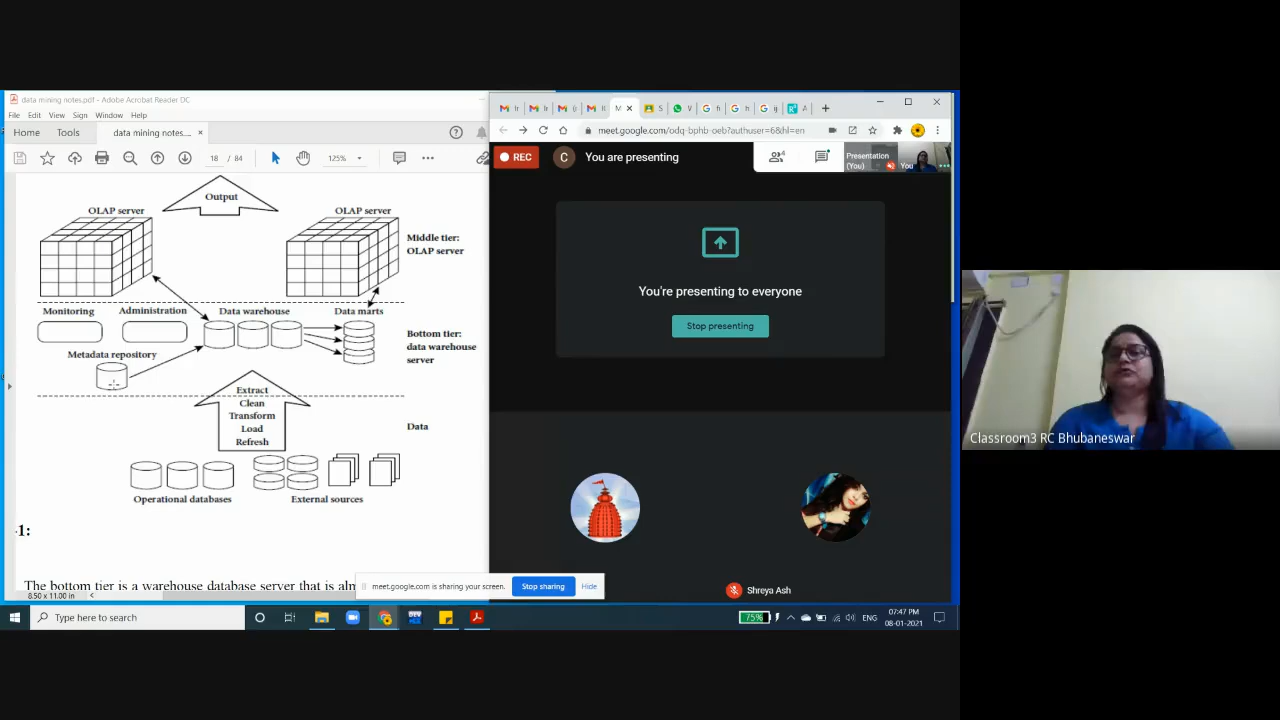 data mining notes.pdf - Adobe Acrobat Reader DC
File Edit View Sign Window Help
Home Tools data mining notes.... ×
18 / 84 125%
Output
OLAP server OLAP server
Middle tier:
OLAP server
Monitoring Administration Data warehouse Data marts
Bottom tier:
data warehouse
server
Metadata repository
Extract
Clean
Transform
Load
Refresh
Data
Operational databases External sources
-1:
The bottom tier is a warehouse database server that is
8.50 x 11.00 in
meet.google.com/odq-bphb-oeb?authuser=6&hl=en
REC C You are presenting
4
Presentation
(You) You
You're presenting to everyone
Stop presenting
Shreya Ash
meet.google.com is sharing your screen. Stop sharing Hide
Type here to search
75% ENG 07:47 PM
08-01-2021
Classroom3 RC Bhubaneswar